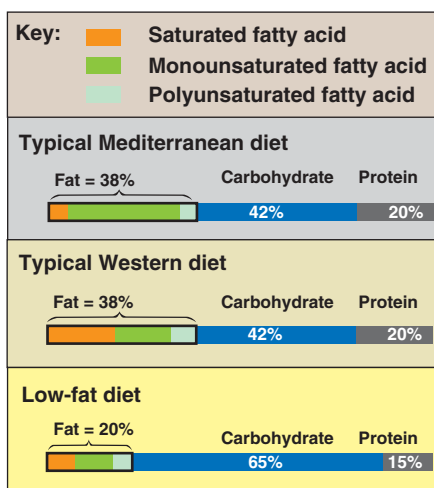 Key: Saturated fatty acid
Monounsaturated fatty acid
Polyunsaturated fatty acid
Typical Mediterranean diet
Fat = 38% Carbohydrate Protein
42% 20%
Typical Western diet
Fat = 38% Carbohydrate Protein
42% 20%
Low-fat diet
Fat = 20% Carbohydrate Protein
65% 15%